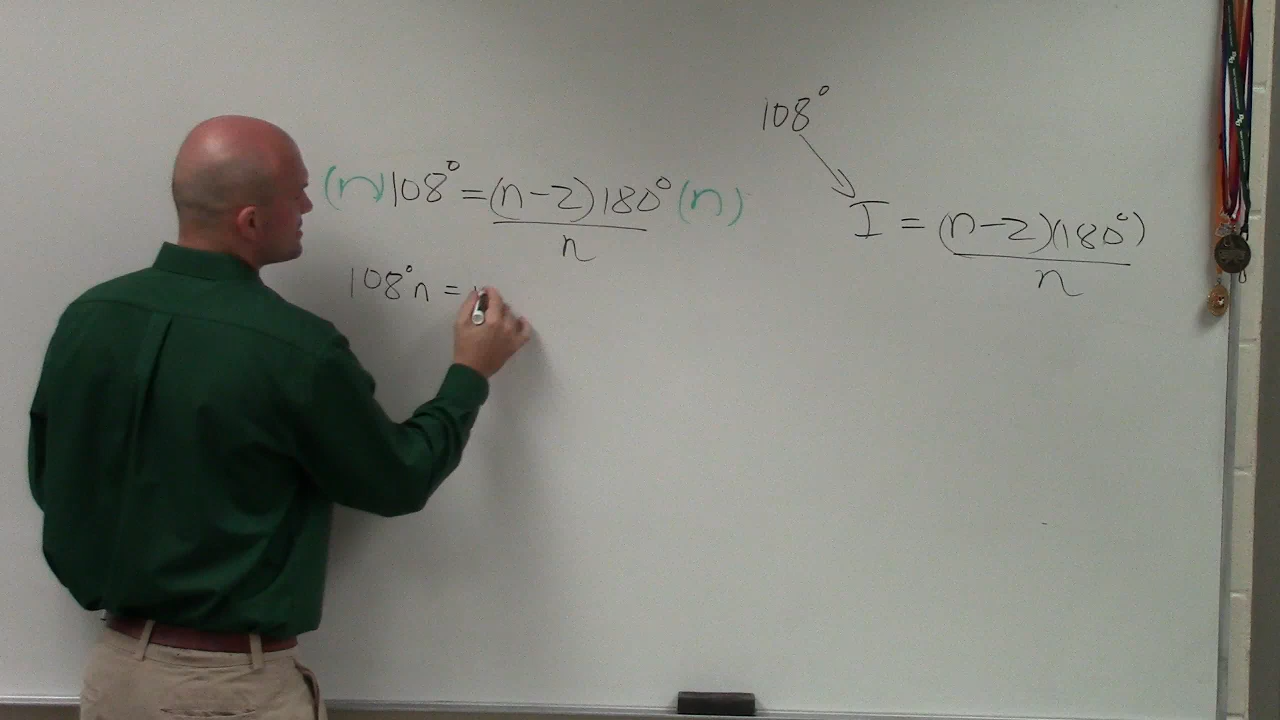 (n)108° = (n-2)180°(n)
n
108°n =
108°
I = (n-2)(180°)
n